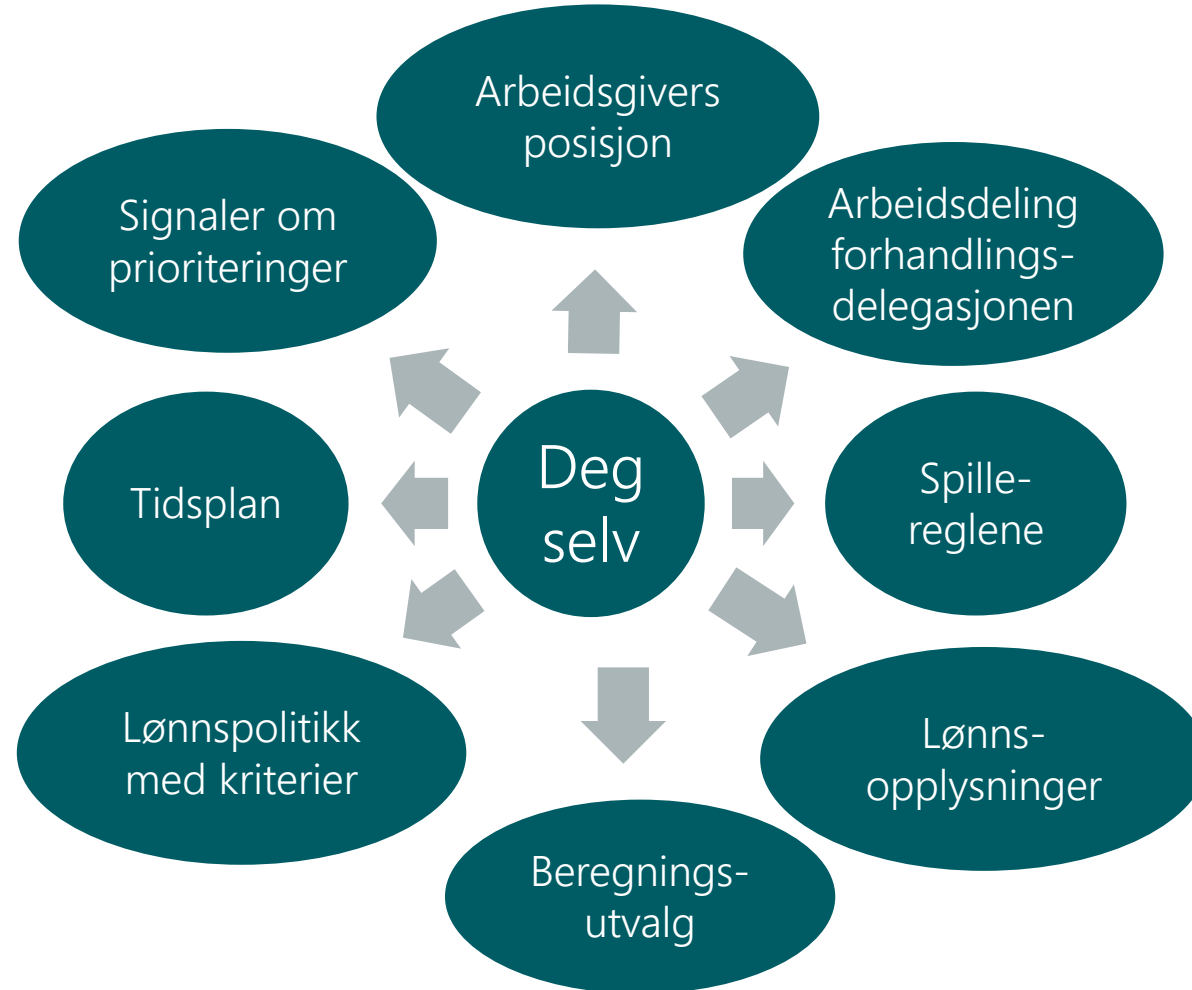 Arbeidsgivers
posisjon
Signaler om
prioriteringer
Arbeidsdeling
forhandlings-
delegasjonen
Tidsplan
Deg
selv
Spille-
reglene
Lønnspolitikk
med kriterier
Lønns-
opplysninger
Beregnings-
utvalg